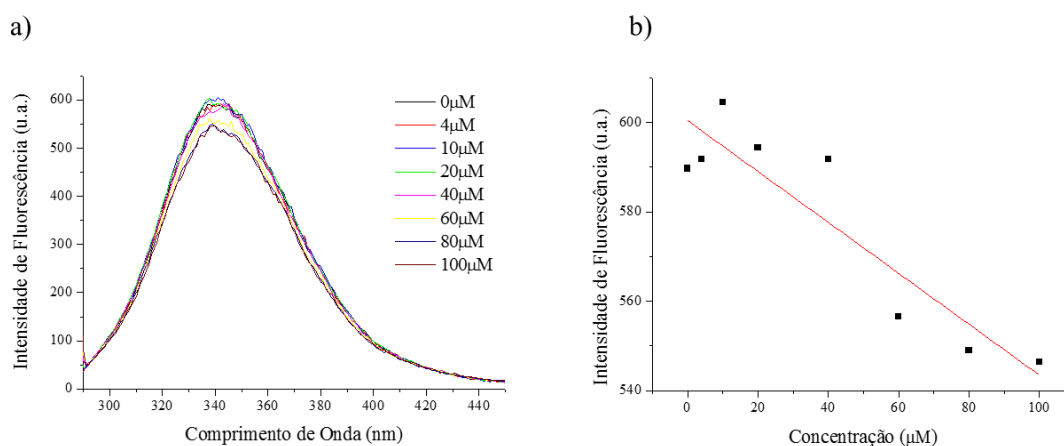 a)
Intensidade de Fluorescência (u.a.)
600
500
400
300
200
100
0
300
320
340
360
380
400
420
440
Comprimento de Onda (nm)
0µM
4µM
10µM
20µM
40µM
60µM
80µM
100µM
b)
Intensidade de Fluorescência (u.a.)
600
580
560
540
0
20
40
60
80
100
Concentração (µM)